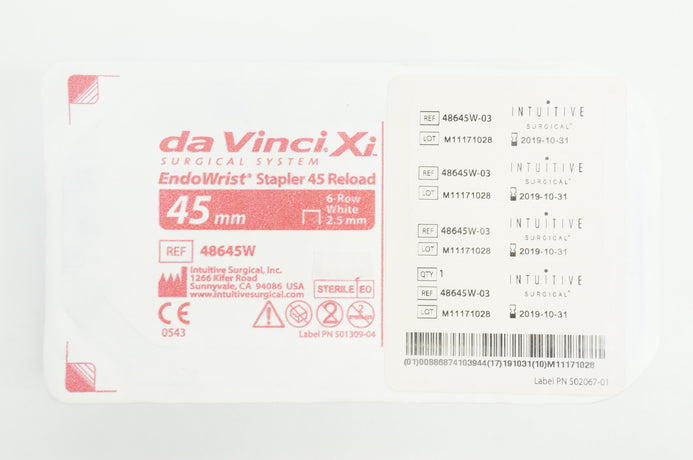 da Vinci.Xi
SURGICAL SYSTEM
EndoWrist® Stapler 45 Reload
45 mm
6-Row
White
2.5 mm
REF 48645W
Intuitive Surgical, Inc.
1266 Kifer Road
Sunnyvale, CA 94086 USA
www.intuitivesurgical.com
STERILE EO
CE
0543
2
Label PN 501309-04
REF 48645W-03
LOT M11171028
INTUITIVE
SURGICAL
2019-10-31
REF 48645W-03
LOT M11171028
INTUITIVE
SURGICAL
2019-10-31
REF 48645W-03
LOT M11171028
INTUITIVE
SURGICAL
2019-10-31
QTY 1
REF 48645W-03
LOT M11171028
INTUITIVE
SURGICAL
2019-10-31
(01)00886874103944(17)191031(10)M11171028
Label PN 502067-01